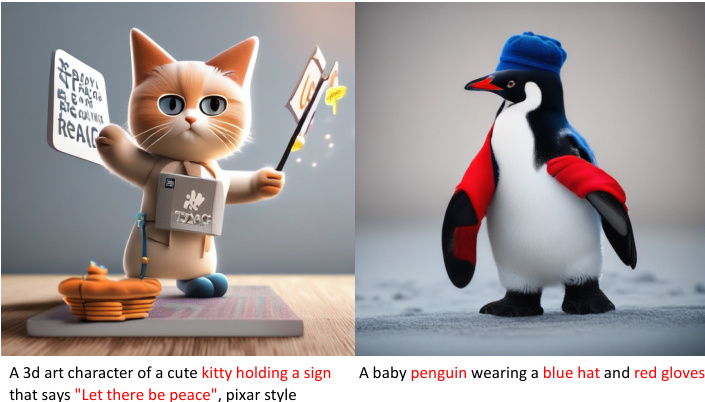 A 3d art character of a cute kitty holding a sign
that says "Let there be peace", pixar style
A baby penguin wearing a blue hat and red gloves